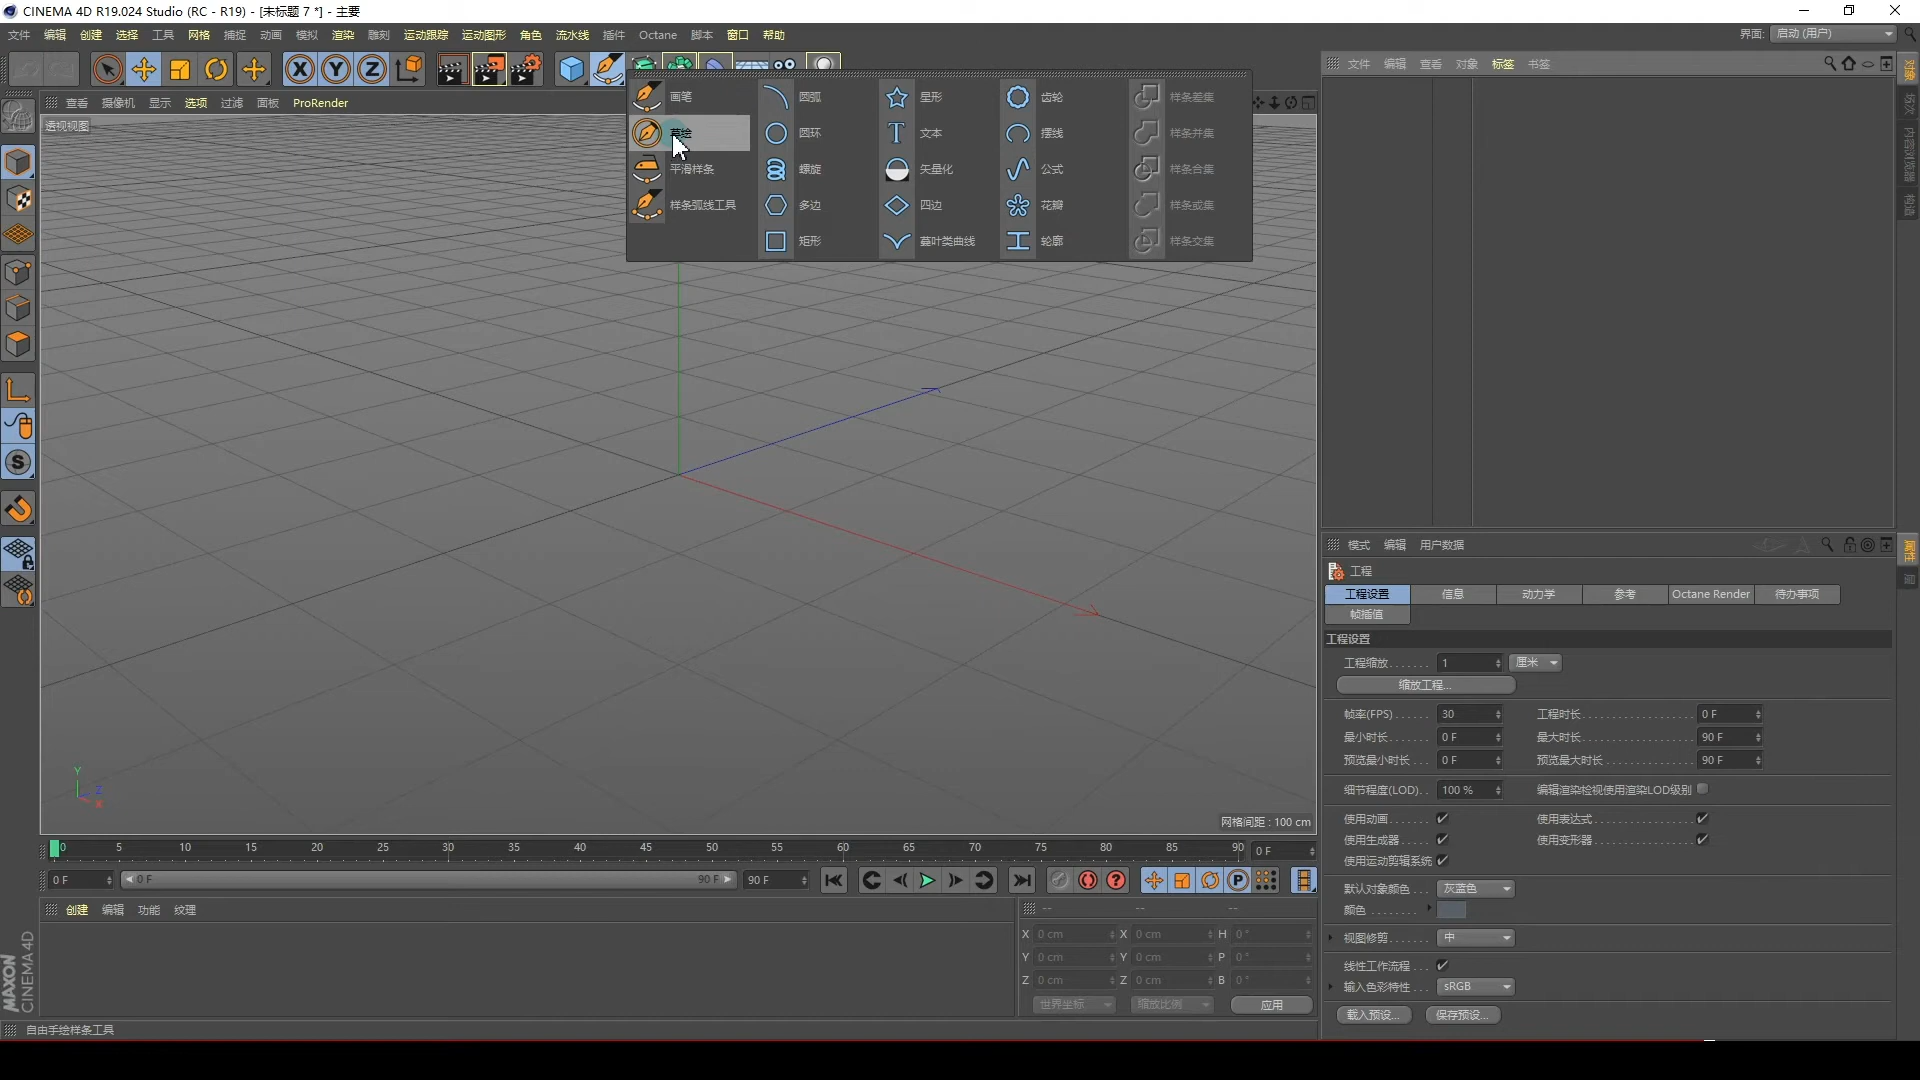 CINEMA 4D R19.024 Studio (RC - R19) - [未标题 7 *] - 主要
文件 编辑 创建 选择 工具 网格 捕捉 动画 模拟 渲染 雕刻 运动跟踪 运动图形 角色 流水线 插件 Octane 脚本 窗口 帮助
界面: 启动 (用户)
查看 摄像机 显示 选项 过滤 面板 ProRender
透视视图
画笔 圆弧 星形 齿轮 样条差集
草绘 圆环 文本 摆线 样条并集
平滑样条 螺旋 矢量化 公式 样条合集
样条弧线工具 多边 四边 花瓣 样条或集
矩形 蔓叶类曲线 轮廓 样条交集
文件 编辑 查看 对象 标签 书签
对象
场次
内容浏览器
构造
Y
Z
X
网格间距 : 100 cm
0 5 10 15 20 25 30 35 40 45 50 55 60 65 70 75 80 85 90 0 F
0 F 0 F 90 F 90 F
创建 编辑 功能 纹理
-- -- --
X 0 cm X 0 cm H 0 °
Y 0 cm Y 0 cm P 0 °
Z 0 cm Z 0 cm B 0 °
世界坐标 缩放比例 应用
MAXON
CINEMA 4D
自由手绘样条工具
模式 编辑 用户数据
属性
层
工程
工程设置 信息 动力学 参考 Octane Render 待办事项
帧插值
工程设置
工程缩放 . . . . . . 1 厘米
缩放工程...
帧率(FPS) . . . . . 30 工程时长 . . . . . . . . . . . . . . . . . 0 F
最小时长 . . . . . . 0 F 最大时长 . . . . . . . . . . . . . . . . . 90 F
预览最小时长 . . . 0 F 预览最大时长 . . . . . . . . . . . . . . 90 F
细节程度(LOD) . . 100 % 编辑渲染检视使用渲染LOD级别
使用动画 . . . . . . 使用表达式 . . . . . . . . . . . . . . .
使用生成器 . . . . 使用变形器 . . . . . . . . . . . . . . .
使用运动剪辑系统
默认对象颜色 . . . 灰蓝色
颜色 . . . . . . . .
视图修剪 . . . . . . 中
线性工作流程 . . .
输入色彩特性 . . . sRGB
载入预设... 保存预设...